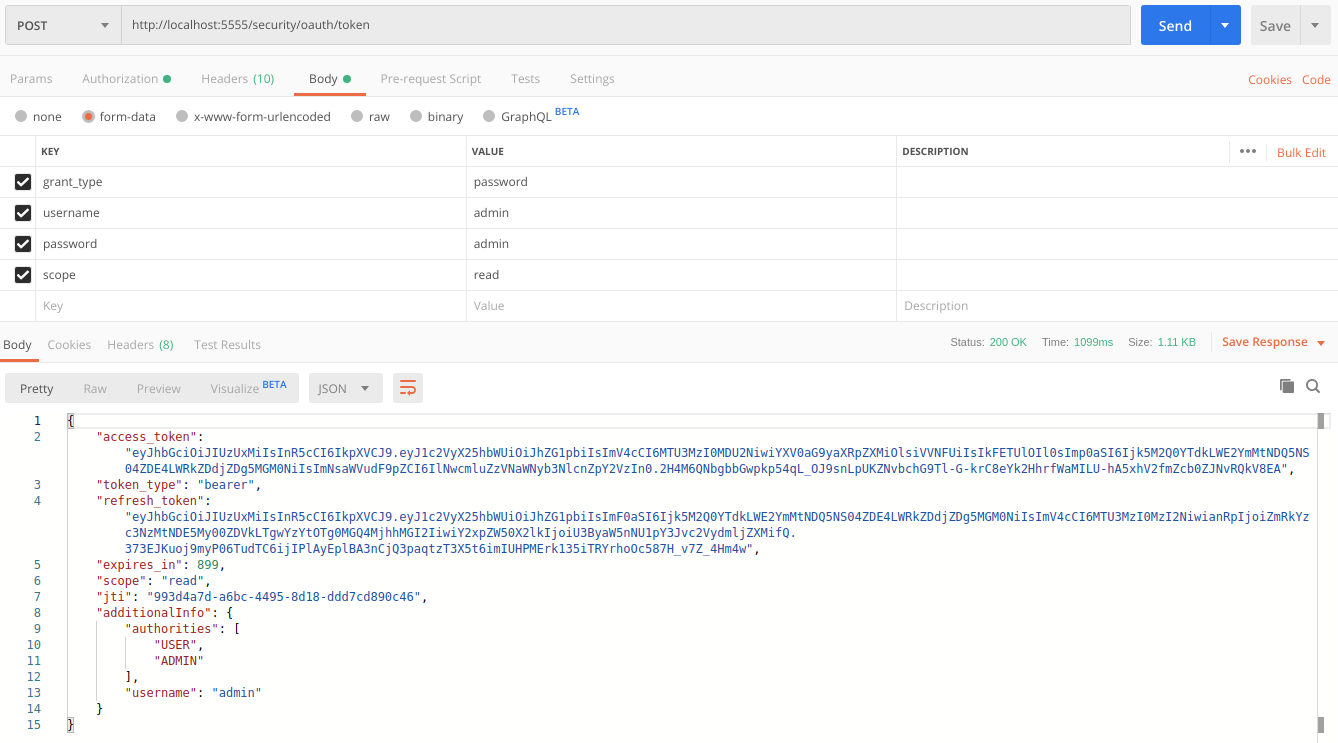 POST http://localhost:5555/security/oauth/token Send Save
Params Authorization Headers (10) Body Pre-request Script Tests Settings Cookies Code
none form-data x-www-form-urlencoded raw binary GraphQL BETA
KEY VALUE DESCRIPTION ••• Bulk Edit
grant_type password
username admin
password admin
scope read
Key Value Description
Body Cookies Headers (8) Test Results Status: 200 OK Time: 1099ms Size: 1.11 KB Save Response
Pretty Raw Preview Visualize BETA JSON
1 {
2 "access_token":
"eyJhbGciOiJIUzUxMiIsInR5cCI6IkpXVCJ9.eyJ1c2VyX25hbWUiOiJhZG1pbiIsImV4cCI6MTU3MzI0MDU2NiwiYXV0aG9yaXRpZXMiOlsiVVNFUiIsIkFETUlOIl0sImp0aSI6Ijk5M2Q0YTdkLWE2YmMtNDQ5NS
04ZDE4LWRkZDdjZDg5MGM0NiIsImNsaWVudF9pZCI6IlNwcmluZzVNaWNyb3NlcnZpY2VzIn0.2H4M6QNbgbbGwpkp54qL_OJ9snLpUKZNvbchG9Tl-G-krC8eYk2HhrfWaMILU-hA5xhV2fmZcb0ZJNvRQkV8EA",
3 "token_type": "bearer",
4 "refresh_token":
"eyJhbGciOiJIUzUxMiIsInR5cCI6IkpXVCJ9.eyJ1c2VyX25hbWUiOiJhZG1pbiIsImF0aSI6Ijk5M2Q0YTdkLWE2YmMtNDQ5NS04ZDE4LWRkZDdjZDg5MGM0NiIsImV4cCI6MTU3MzI0MzI2NiwianRpIjoiZmRkYz
c3NzMtNDE5My00ZDVkLTgwYzYtOTg0MGQ4MjhhMGI2IiwiY2xpZW50X2lkIjoiU3ByaW5nNU1pY3Jvc2VydmljZXMifQ.
373EJKuoj9myP06TudTC6ijIPlAyEplBA3nCjQ3paqtzT3X5t6imIUHPMErk135iTRYrhoOc587H_v7Z_4Hm4w",
5 "expires_in": 899,
6 "scope": "read",
7 "jti": "993d4a7d-a6bc-4495-8d18-ddd7cd890c46",
8 "additionalInfo": {
9 "authorities": [
10 "USER",
11 "ADMIN"
12 ],
13 "username": "admin"
14 }
15 }